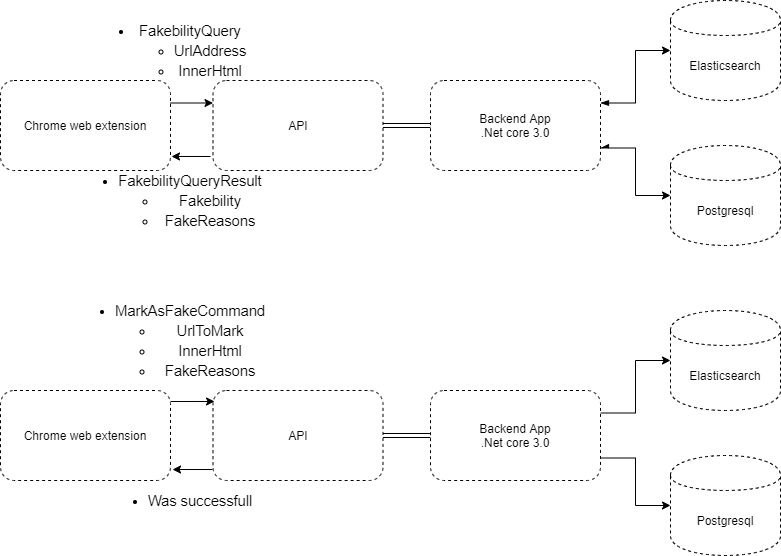 FakebilityQuery
UrlAddress
InnerHtml
Elasticsearch
Chrome web extension
API
Backend App
.Net core 3.0
FakebilityQueryResult
Fakebility
FakeReasons
Postgresql
MarkAsFakeCommand
UrlToMark
InnerHtml
FakeReasons
Elasticsearch
Chrome web extension
API
Backend App
.Net core 3.0
Was successfull
Postgresql